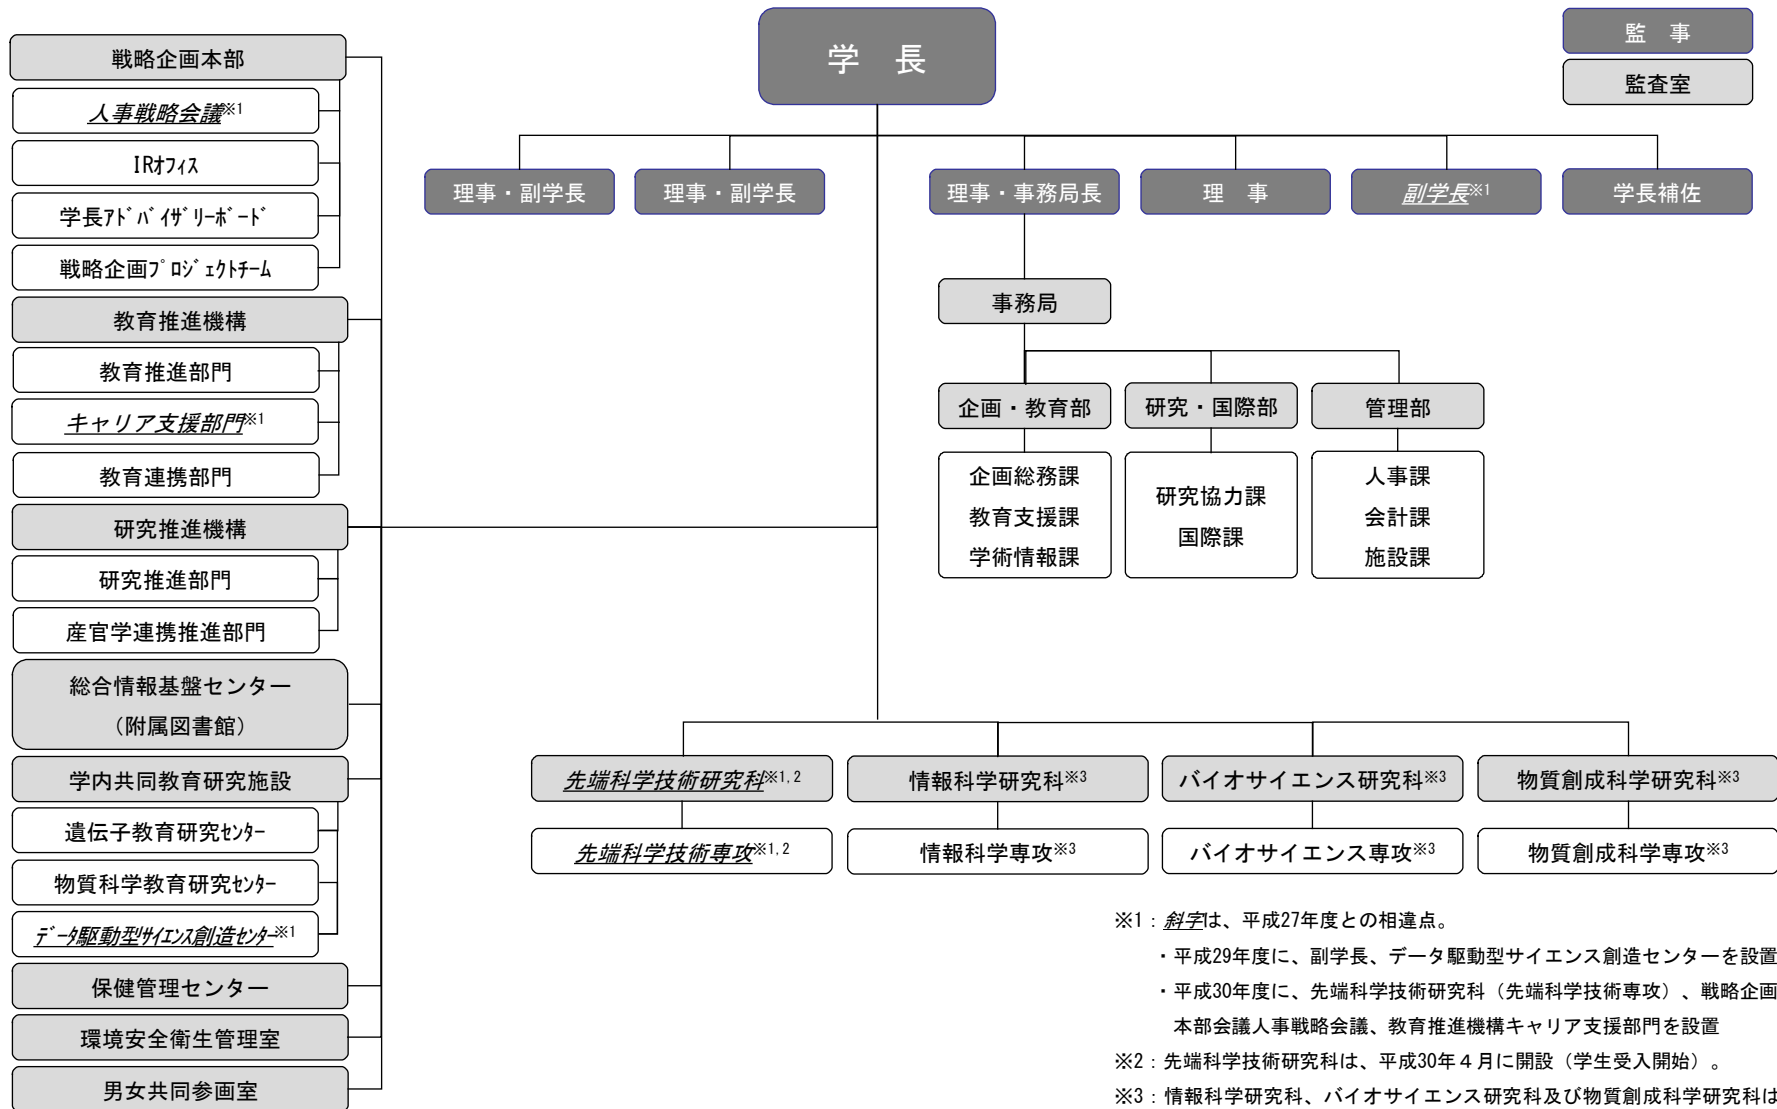 学　長
監　事
監査室
理事・副学長
理事・副学長
理事・事務局長
理　事
副学長※1
学長補佐
事務局
企画・教育部
研究・国際部
管理部
企画総務課
教育支援課
学術情報課
研究協力課
国際課
人事課
会計課
施設課
戦略企画本部
人事戦略会議※1
IRｵﾌｨｽ
学長ｱﾄﾞﾊﾞｲｻﾞﾘｰﾎﾞｰﾄﾞ
戦略企画ﾌﾟﾛｼﾞｪｸﾄﾁｰﾑ
教育推進機構
教育推進部門
キャリア支援部門※1
教育連携部門
研究推進機構
研究推進部門
産官学連携推進部門
総合情報基盤センター
（附属図書館）
学内共同教育研究施設
遺伝子教育研究ｾﾝﾀｰ
物質科学教育研究ｾﾝﾀｰ
ﾃﾞｰﾀ駆動型ｻｲｴﾝｽ創造ｾﾝﾀｰ※1
保健管理センター
環境安全衛生管理室
男女共同参画室
先端科学技術研究科※1,2
情報科学研究科※3
バイオサイエンス研究科※3
物質創成科学研究科※3
先端科学技術専攻※1,2
情報科学専攻※3
バイオサイエンス専攻※3
物質創成科学専攻※3
※1：斜字は、平成27年度との相違点。
・平成29年度に、副学長、データ駆動型サイエンス創造センターを設置
・平成30年度に、先端科学技術研究科（先端科学技術専攻）、戦略企画
本部会議人事戦略会議、教育推進機構キャリア支援部門を設置
※2：先端科学技術研究科は、平成30年４月に開設（学生受入開始）。
※3：情報科学研究科、バイオサイエンス研究科及び物質創成科学研究科は